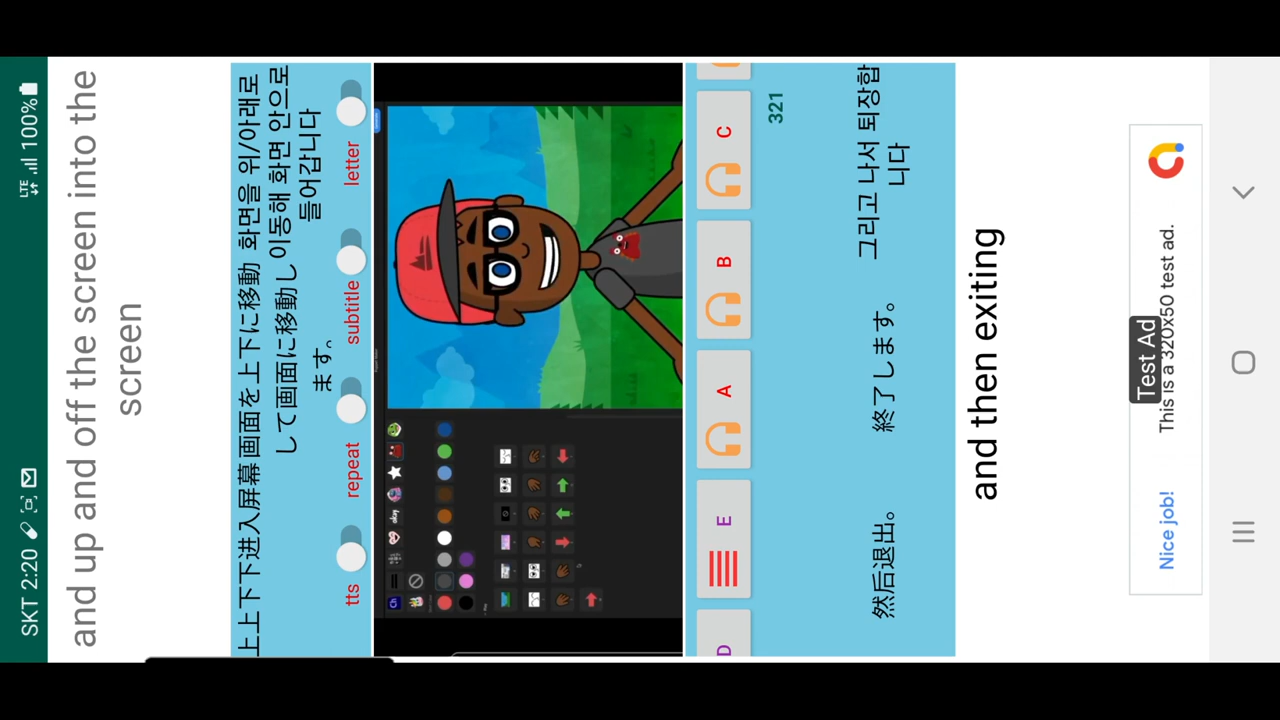 SKT 2:20
LTE 100%
and up and off the screen into the
screen
上上下下进入屏幕
画面を上下に移動
して画面に移動し
ます。
화면을 위/아래로
이동해 화면 안으로
들어갑니다
tts
repeat
subtitle
letter
D
E
A
B
C
321
然后退出。
終了します。
그리고 나서 퇴장합
니다
and then exiting
Test Ad
Nice job!
This is a 320x50 test ad.